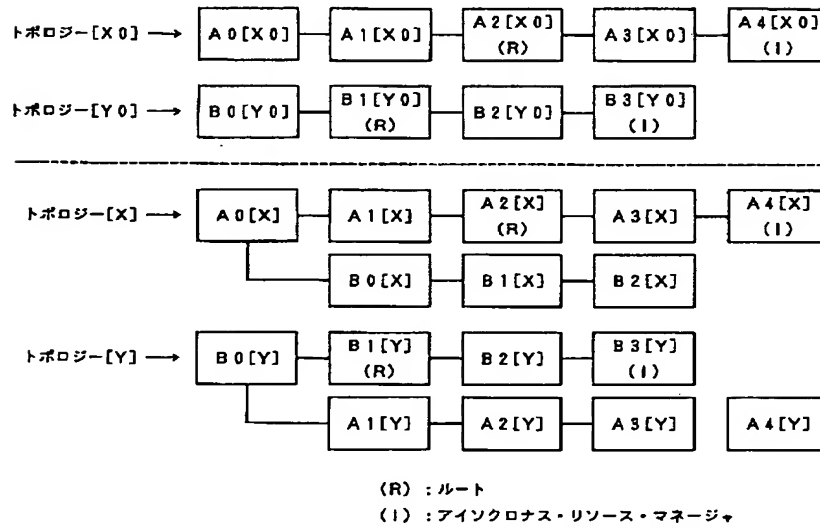 トポロジー[X0] → A0[X0] A1[X0] A2[X0] (R) A3[X0] A4[X0] (I)
トポロジー[Y0] → B0[Y0] B1[Y0] (R) B2[Y0] B3[Y0] (I)
トポロジー[X] → A0[X] A1[X] A2[X] (R) A3[X] A4[X] (I)
B0[X] B1[X] B2[X]
トポロジー[Y] → B0[Y] B1[Y] (R) B2[Y] B3[Y] (I)
A1[Y] A2[Y] A3[Y] A4[Y]
(R) : ルート
(I) : アイソクロナス・リソース・マネージャ